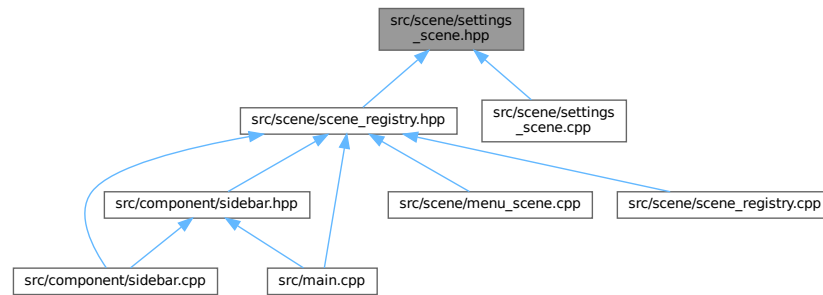 src/scene/settings
_scene.hpp
src/scene/scene_registry.hpp
src/scene/settings
_scene.cpp
src/component/sidebar.hpp
src/scene/menu_scene.cpp
src/scene/scene_registry.cpp
src/component/sidebar.cpp
src/main.cpp